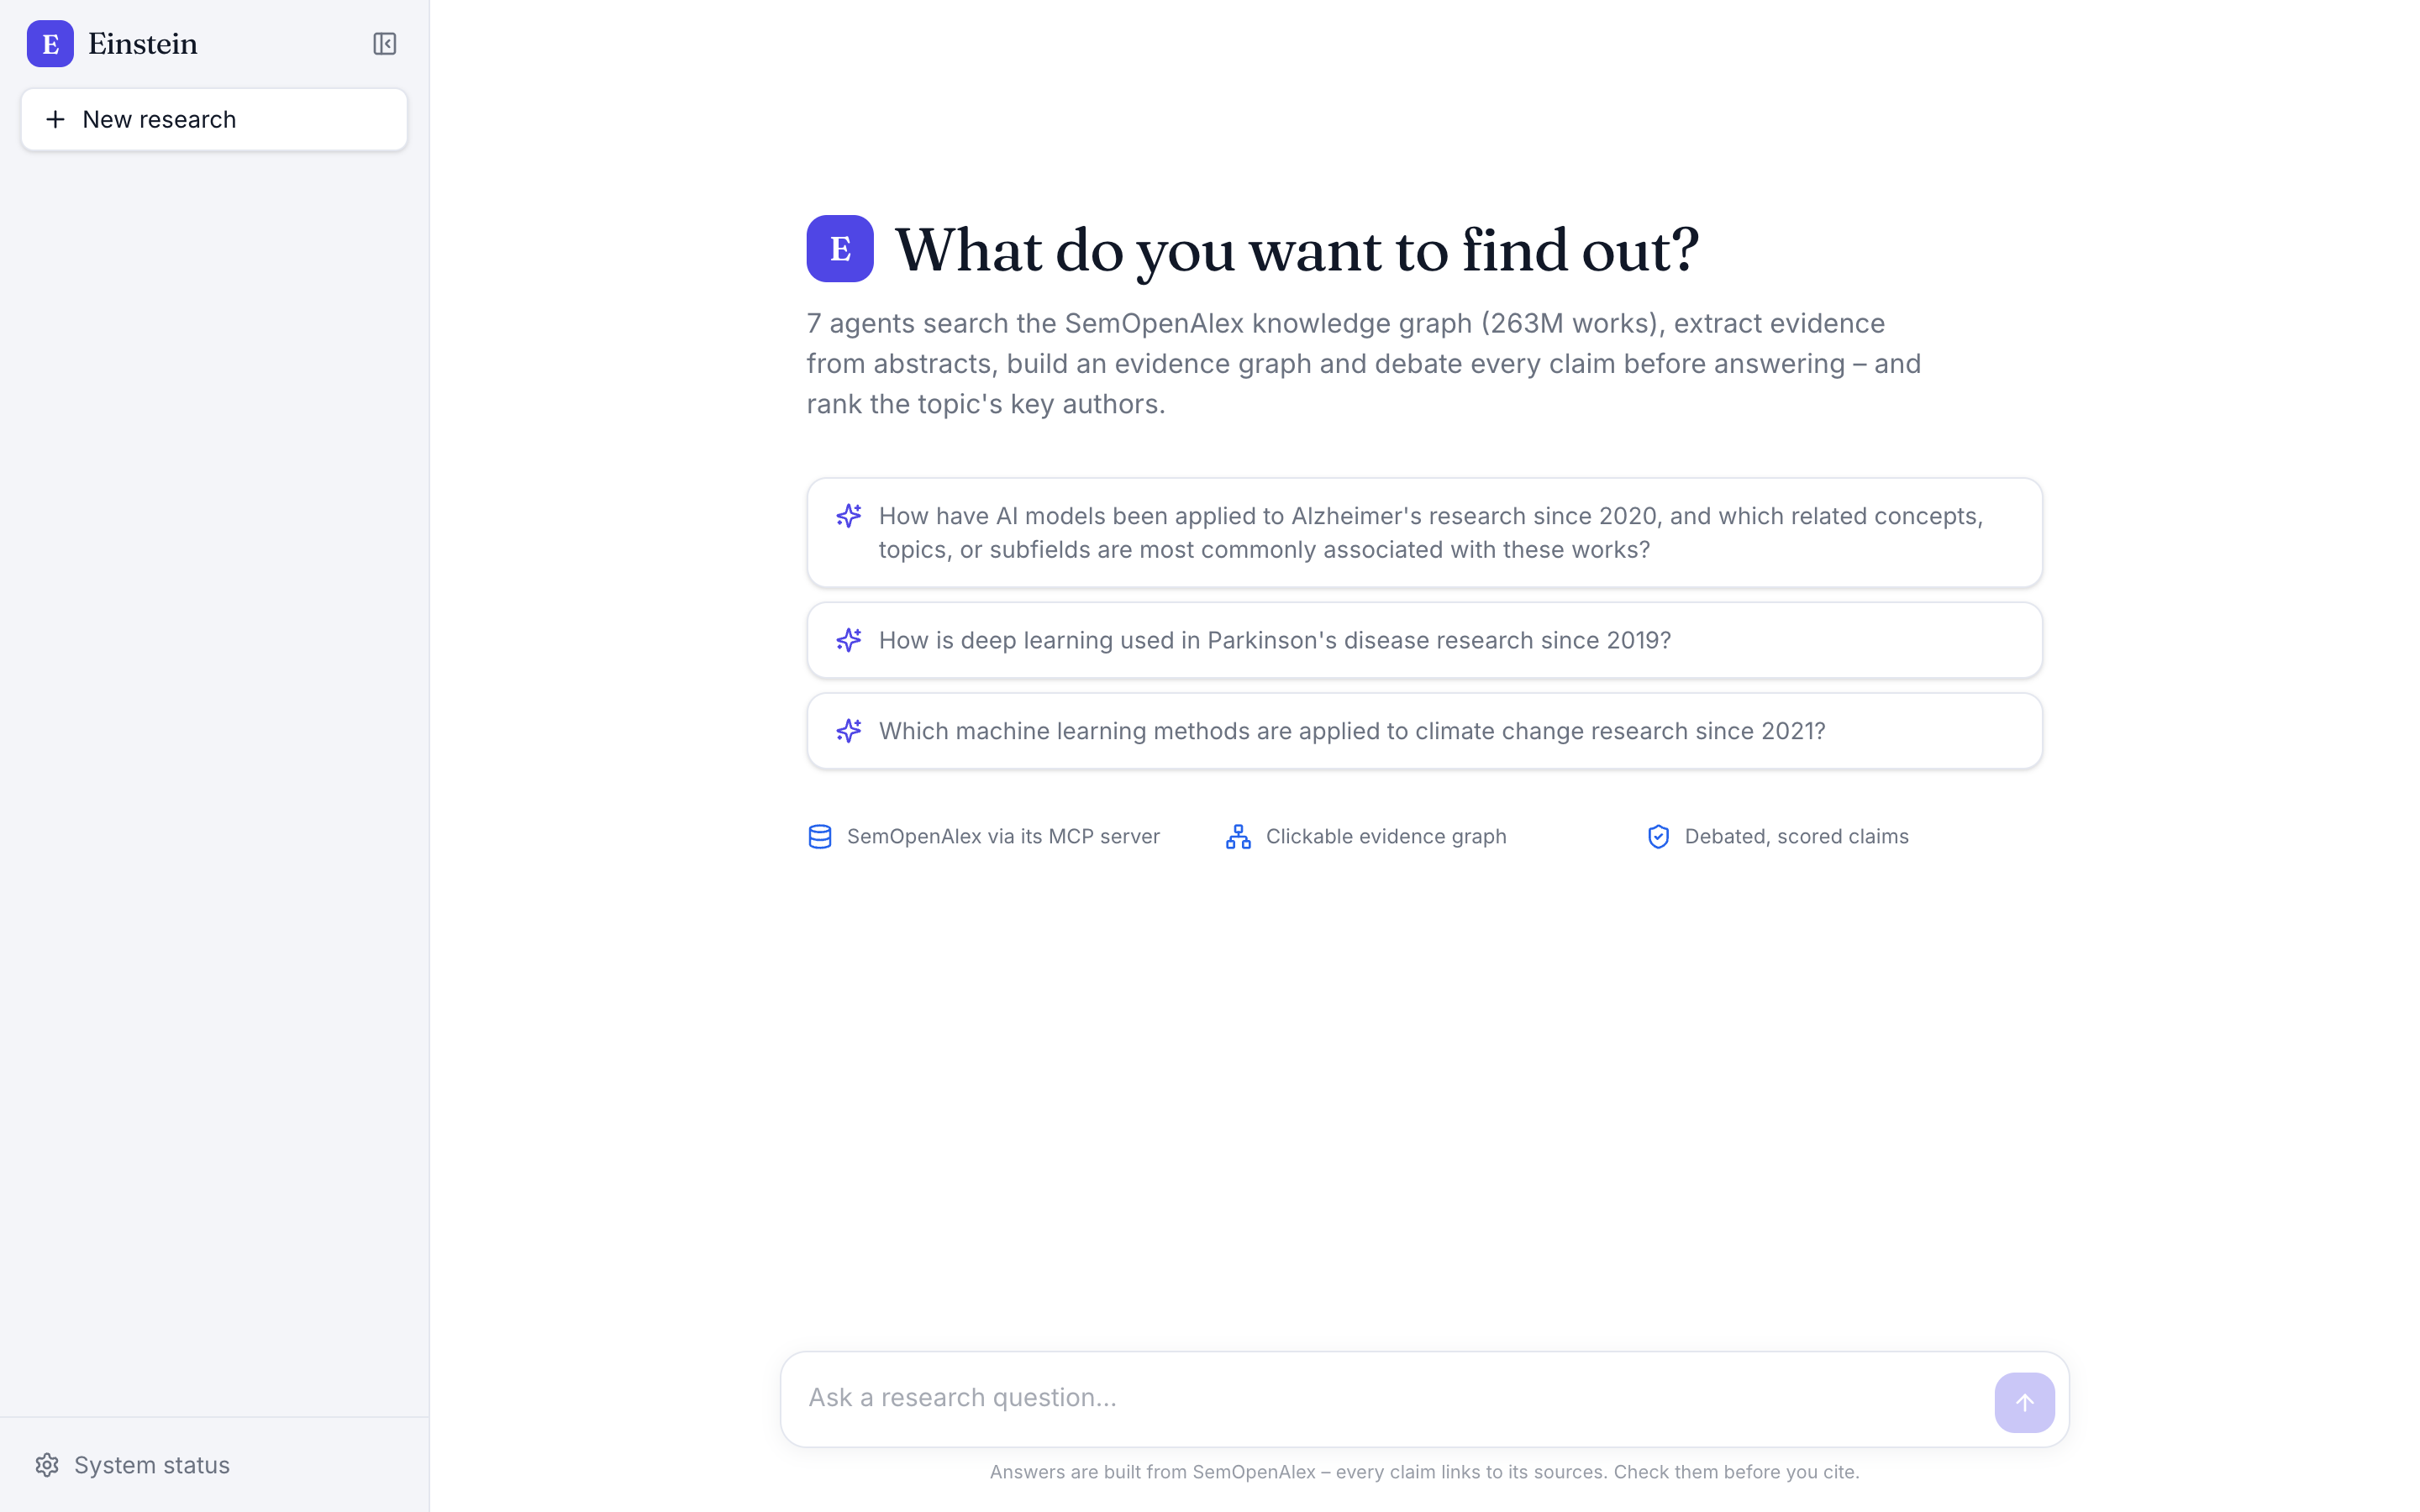 E Einstein
New research
E What do you want to find out?
7 agents search the SemOpenAlex knowledge graph (263M works), extract evidence
from abstracts, build an evidence graph and debate every claim before answering – and
rank the topic's key authors.
How have AI models been applied to Alzheimer's research since 2020, and which related concepts,
topics, or subfields are most commonly associated with these works?
How is deep learning used in Parkinson's disease research since 2019?
Which machine learning methods are applied to climate change research since 2021?
SemOpenAlex via its MCP server
Clickable evidence graph
Debated, scored claims
Ask a research question...
Answers are built from SemOpenAlex – every claim links to its sources. Check them before you cite.
System status